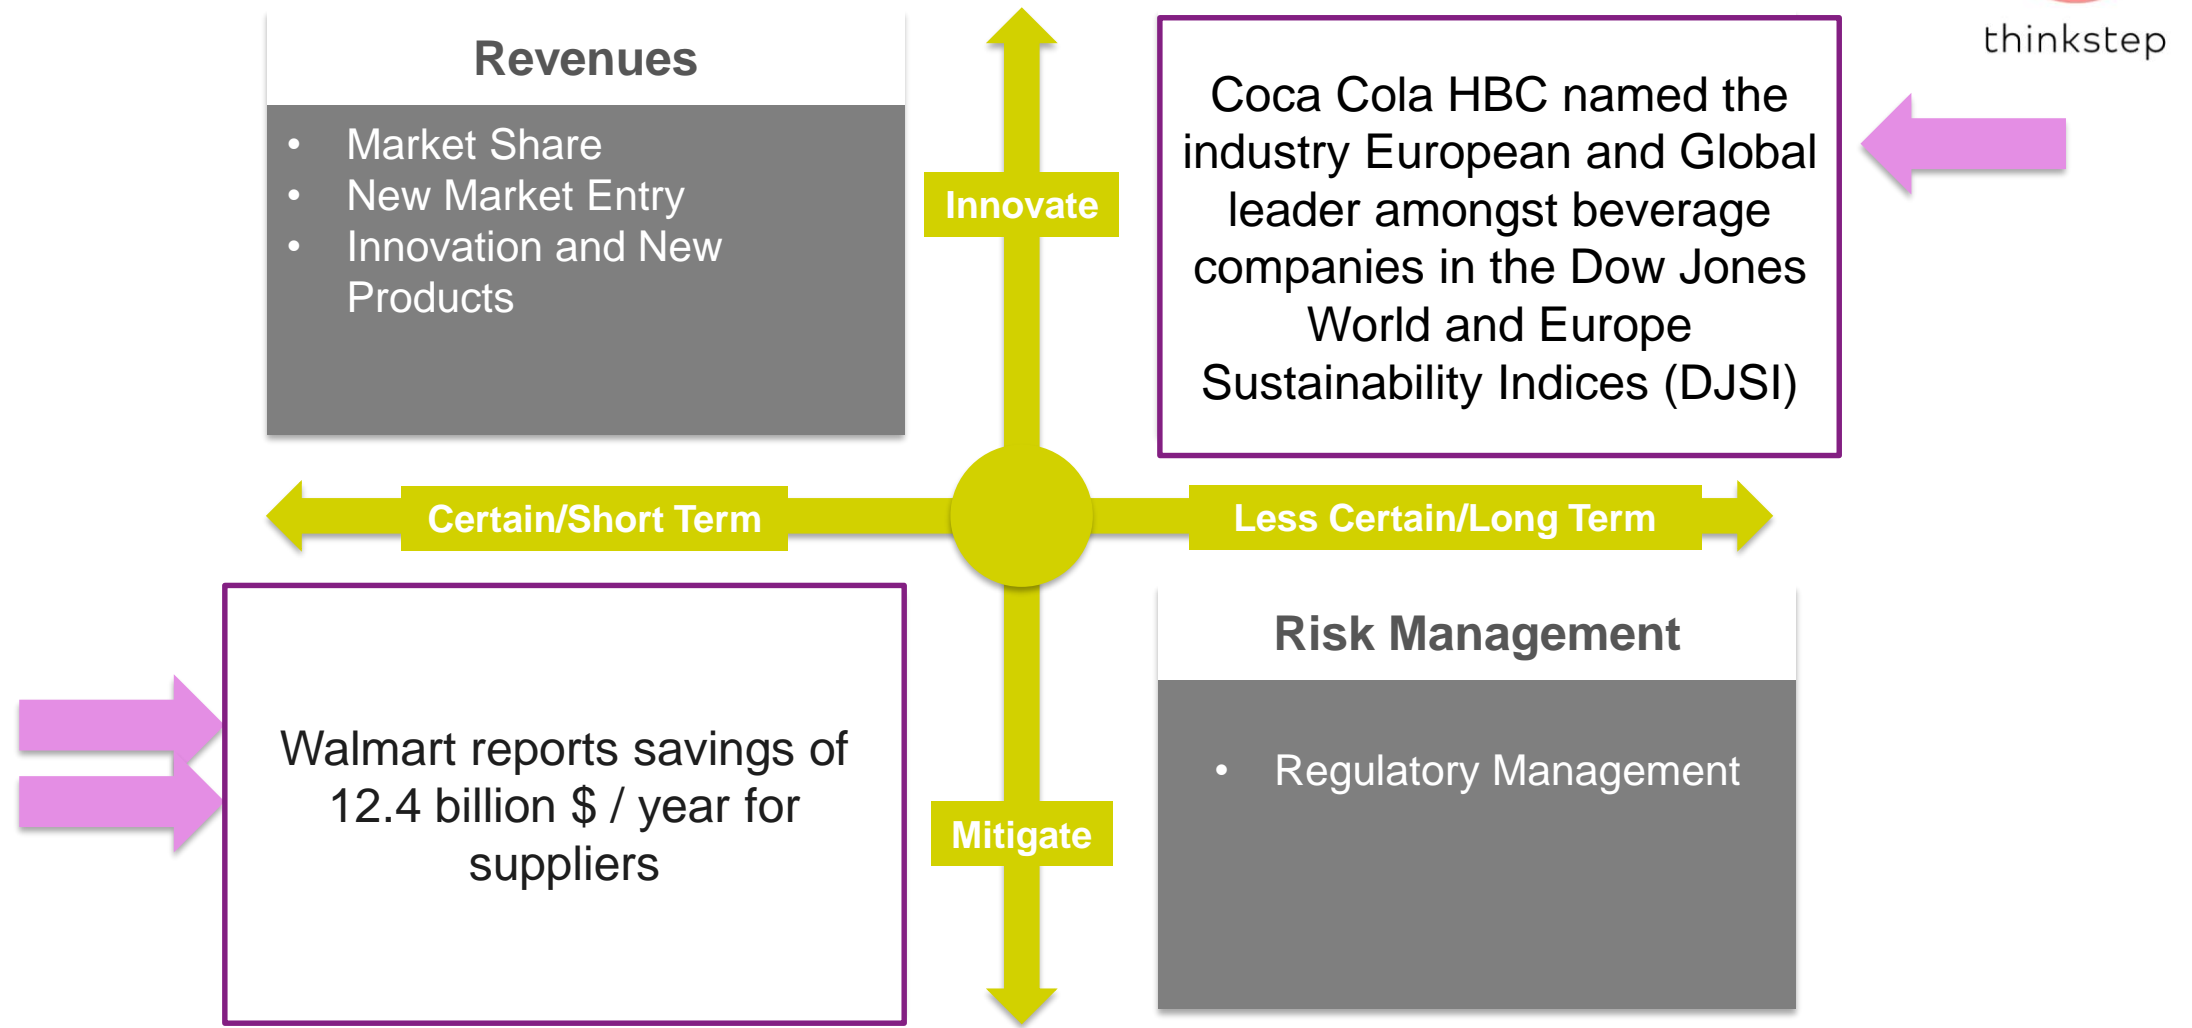 thinkstep
Revenues
• Market Share
• New Market Entry
• Innovation and New
Products
Innovate
Coca Cola HBC named the
industry European and Global
leader amongst beverage
companies in the Dow Jones
World and Europe
Sustainability Indices (DJSI)
Certain/Short Term
Less Certain/Long Term
Walmart reports savings of
12.4 billion $ / year for
suppliers
Mitigate
Risk Management
• Regulatory Management